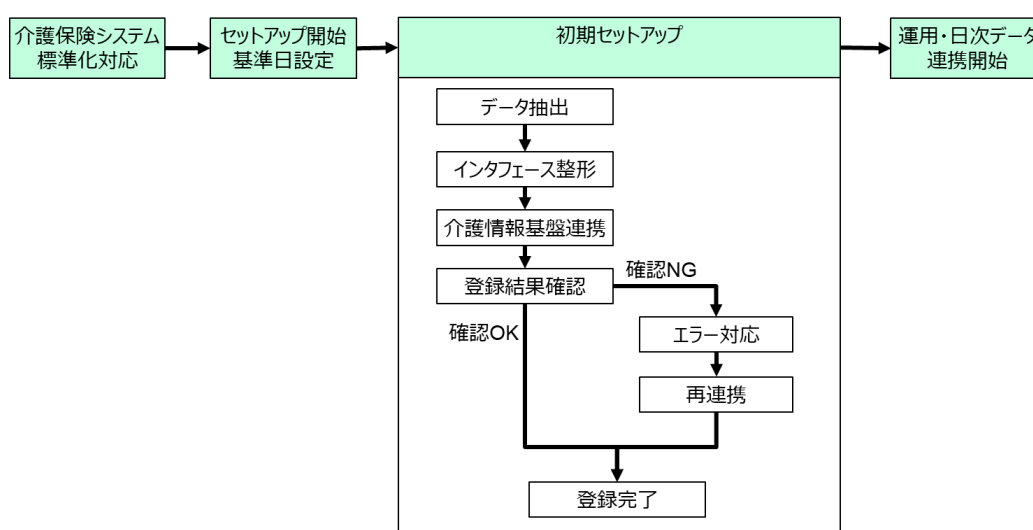 介護保険システム
標準化対応
セットアップ開始
基準日設定
初期セットアップ
運用・日次データ
連携開始
データ抽出
インタフェース整形
介護情報基盤連携
登録結果確認
確認NG
確認OK
エラー対応
再連携
登録完了